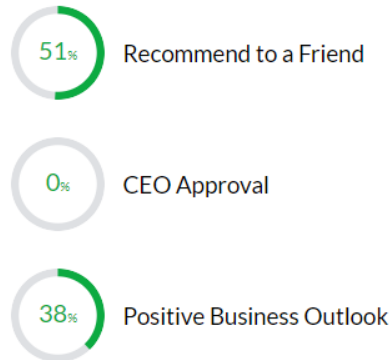 51% Recommend to a Friend
0% CEO Approval
38% Positive Business Outlook